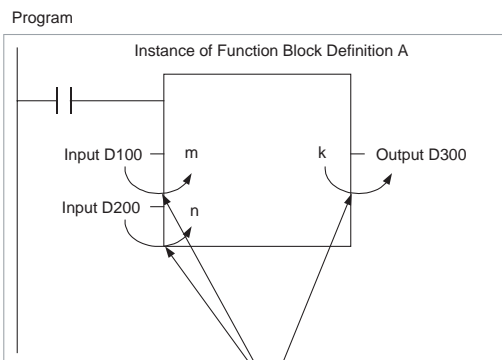 Program
Instance of Function Block Definition A
Input D100 m k Output D300
Input D200 n